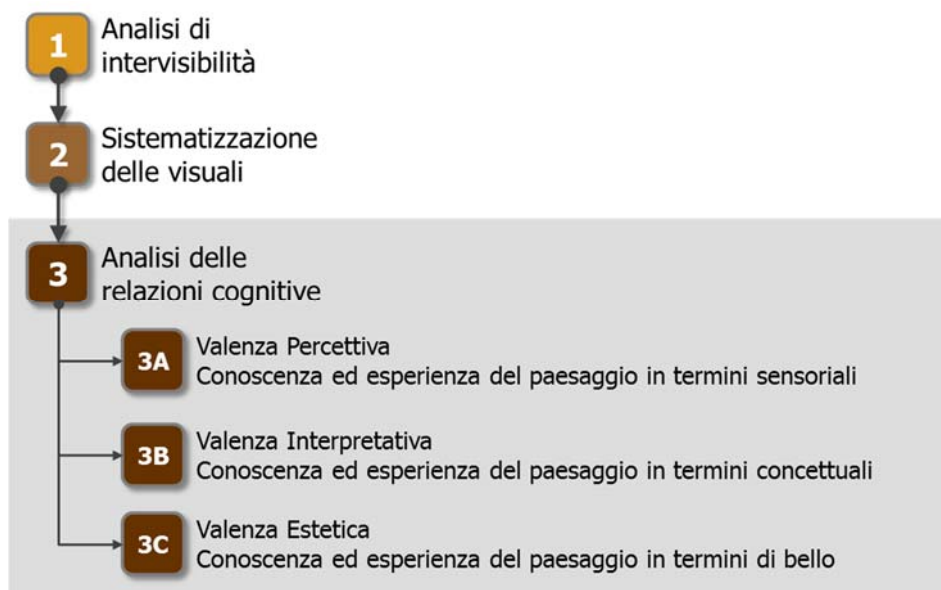 1
Analisi di
intervisibilità
2
Sistematizzazione
delle visuali
3
Analisi delle
relazioni cognitive
3A
Valenza Percettiva
Conoscenza ed esperienza del paesaggio in termini sensoriali
3B
Valenza Interpretativa
Conoscenza ed esperienza del paesaggio in termini concettuali
3C
Valenza Estetica
Conoscenza ed esperienza del paesaggio in termini di bello